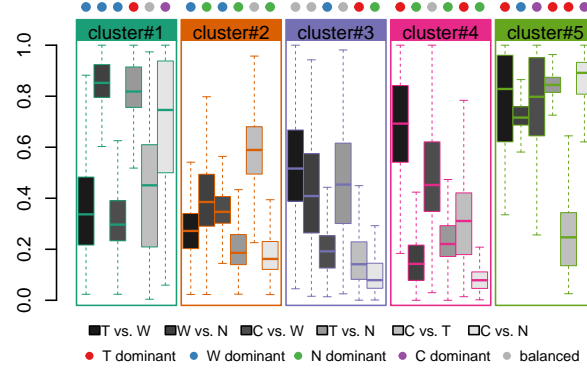 cluster#1 cluster#2 cluster#3 cluster#4 cluster#5
1.0
0.8
0.6
0.4
0.2
0.0
T vs. W W vs. N C vs. W T vs. N C vs. T C vs. N
T dominant W dominant N dominant C dominant balanced